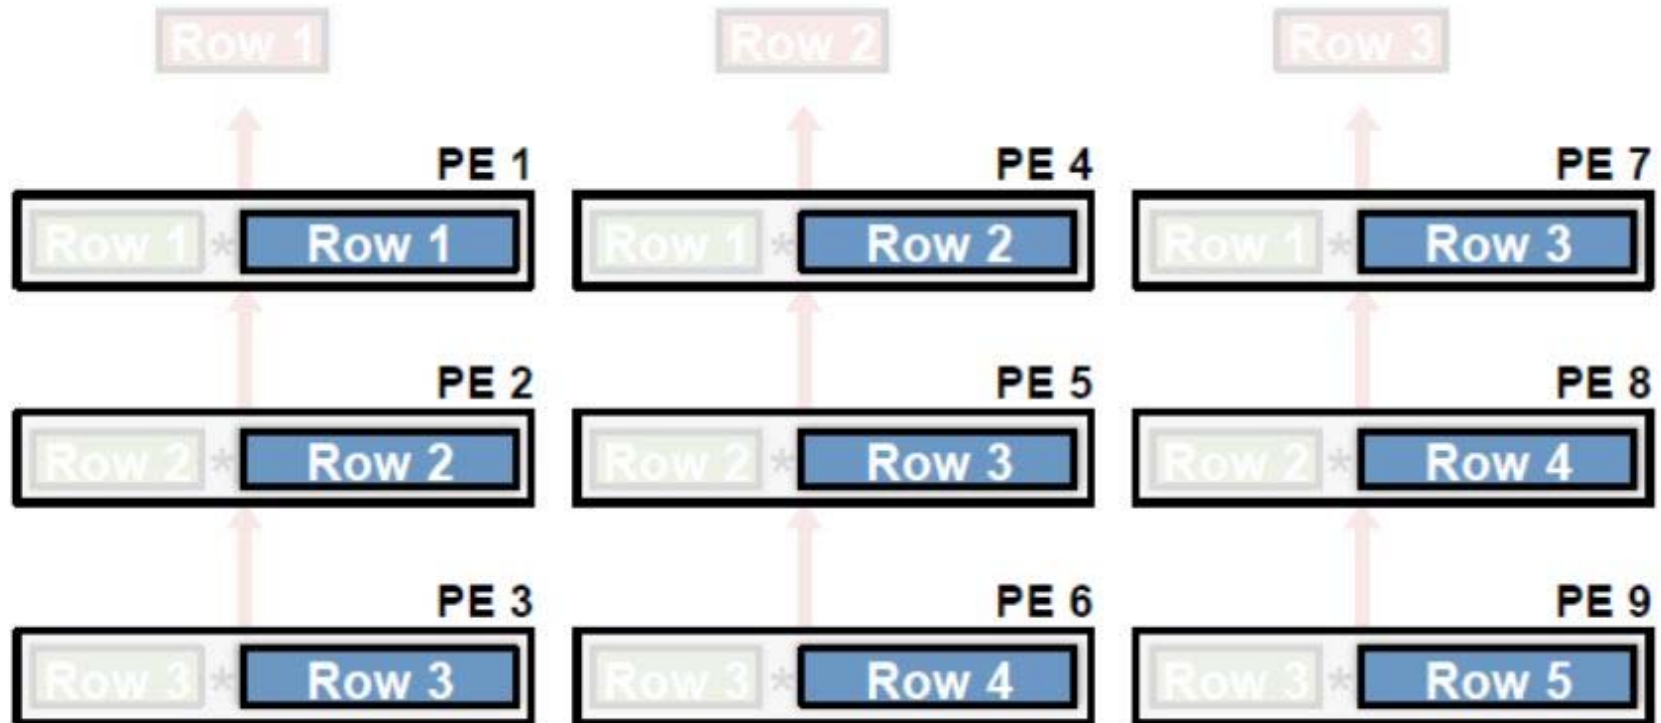 Row 1 Row 2 Row 3
PE 1 PE 4 PE 7
Row 1 * Row 1 Row 1 * Row 2 Row 1 * Row 3
PE 2 PE 5 PE 8
Row 2 * Row 2 Row 2 * Row 3 Row 2 * Row 4
PE 3 PE 6 PE 9
Row 3 * Row 3 Row 3 * Row 4 Row 3 * Row 5